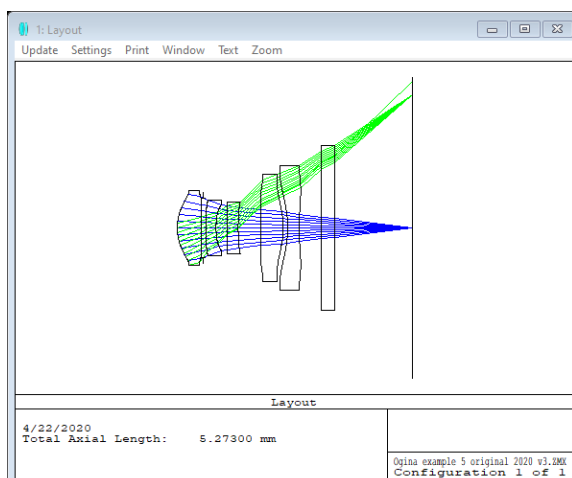 1: Layout
Update Settings Print Window Text Zoom
Layout
4/22/2020
Total Axial Length: 5.27300 mm
Ogina example 5 original 2020 v3.ZMX
Configuration 1 of 1